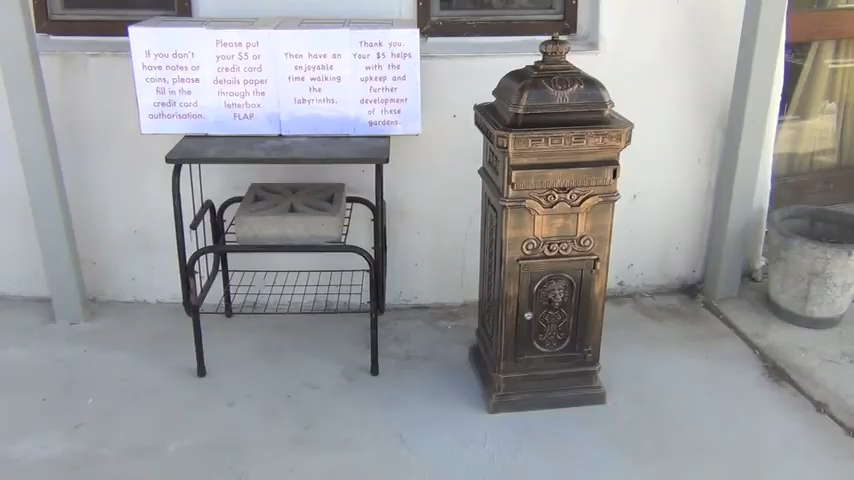 If you don't
have notes or
coins, please
fill in the
credit card
authorisation.
Please put
your $5 or
credit card
details paper
through the
letterbox
FLAP
Then have an
enjoyable
time walking
the
labyrinths.
Thank you.
Your $5 helps
with the
upkeep and
further
development
of these
gardens.
POST